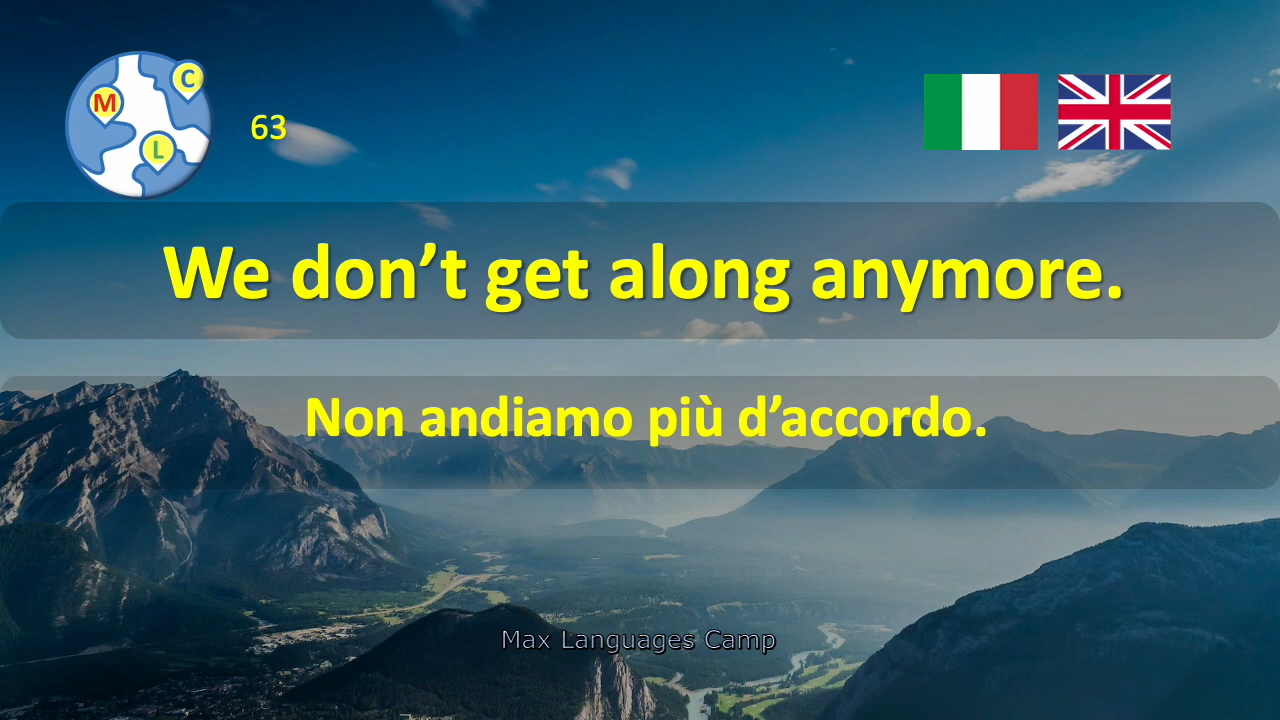 M
C
L
63
We don’t get along anymore.
Non andiamo più d’accordo.
Max Languages Camp